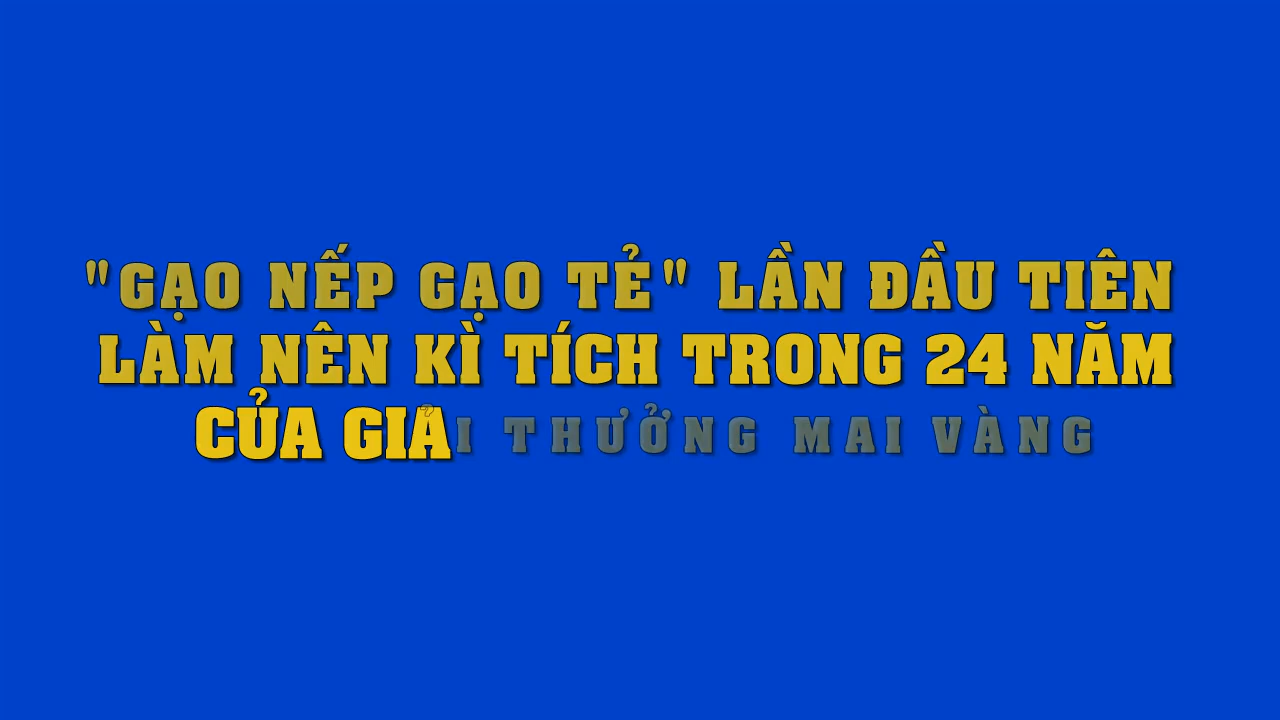 "GẠO NẾP GẠO TẺ" LẦN ĐẦU TIÊN
LÀM NÊN KÌ TÍCH TRONG 24 NĂM
CỦA GIẢI THƯỞNG MAI VÀNG